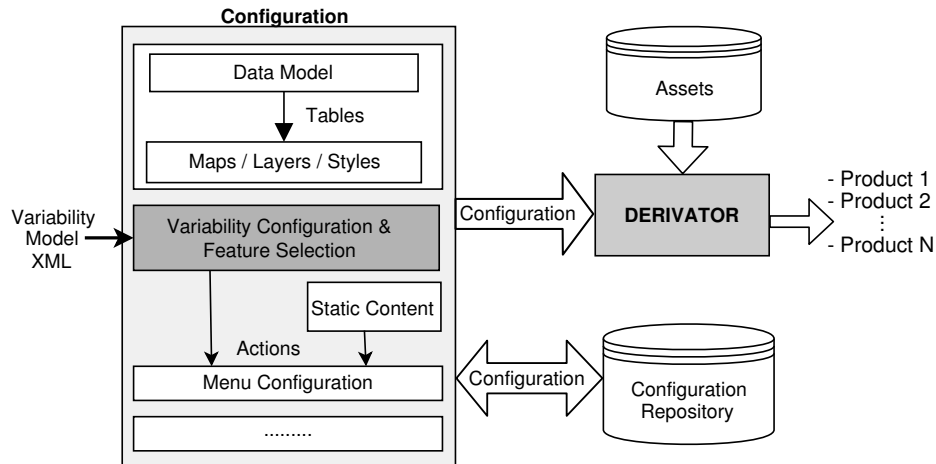 Configuration
Data Model
Tables
Maps / Layers / Styles
Variability
Model
XML
Variability Configuration &
Feature Selection
Static Content
Actions
Menu Configuration
.........
Configuration
Assets
DERIVATOR
- Product 1
- Product 2
⋮
- Product N
Configuration
Configuration
Repository